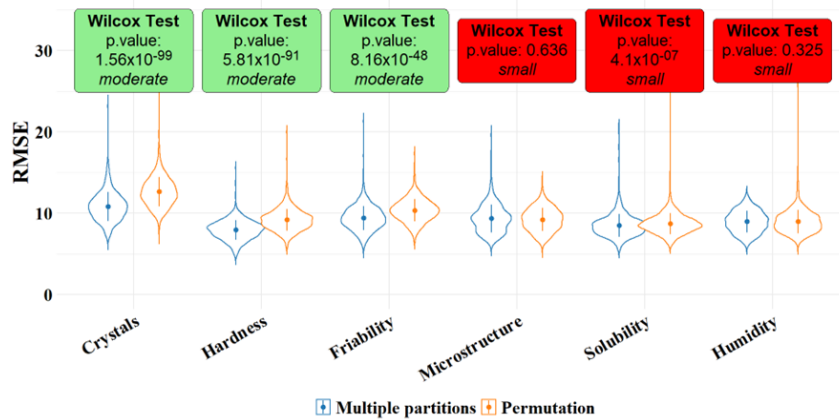 Wilcox Test
p.value:
1.56x10-99
moderate
Wilcox Test
p.value:
5.81x10-91
moderate
Wilcox Test
p.value:
8.16x10-48
moderate
Wilcox Test
p.value: 0.636
small
Wilcox Test
p.value:
4.1x10-07
small
Wilcox Test
p.value: 0.325
small
RMSE
30
20
10
0
Crystals
Hardness
Friability
Microstructure
Solubility
Humidity
Multiple partitions Permutation